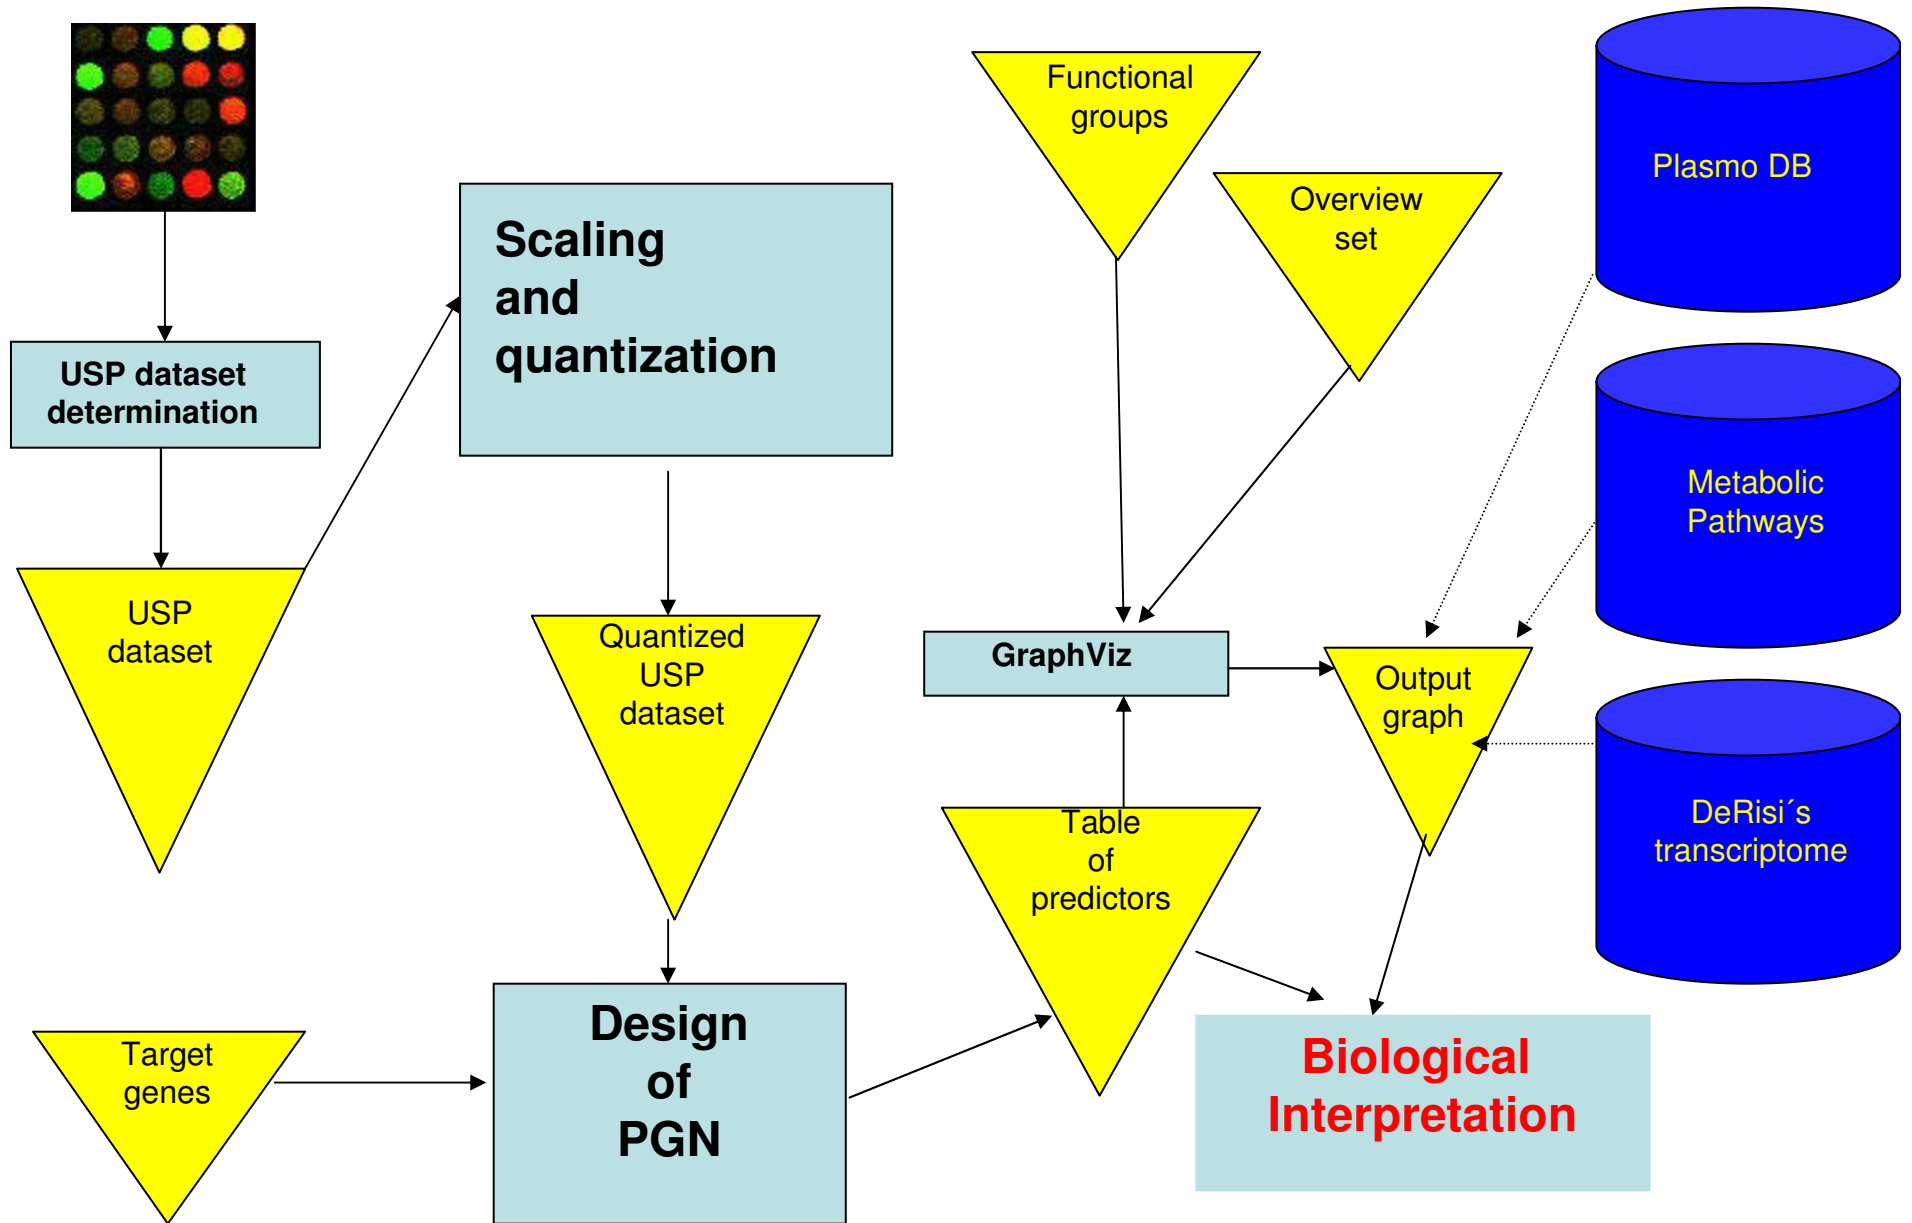 USP dataset
determination
USP
dataset
Scaling
and
quantization
Quantized
USP
dataset
Target
genes
Design
of
PGN
Functional
groups
Overview
set
GraphViz
Table
of
predictors
Output
graph
Biological
Interpretation
Plasmo DB
Metabolic
Pathways
DeRisi´s
transcriptome